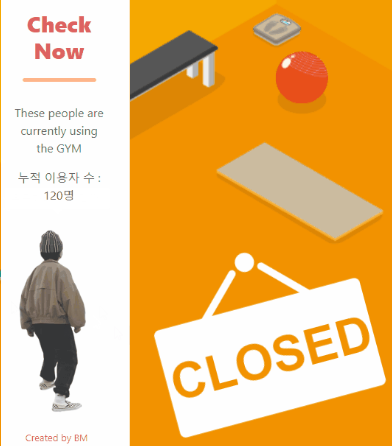 Check
Now
These people are
currently using
the GYM
누적 이용자 수 :
120명
Created by BM
CLOSED